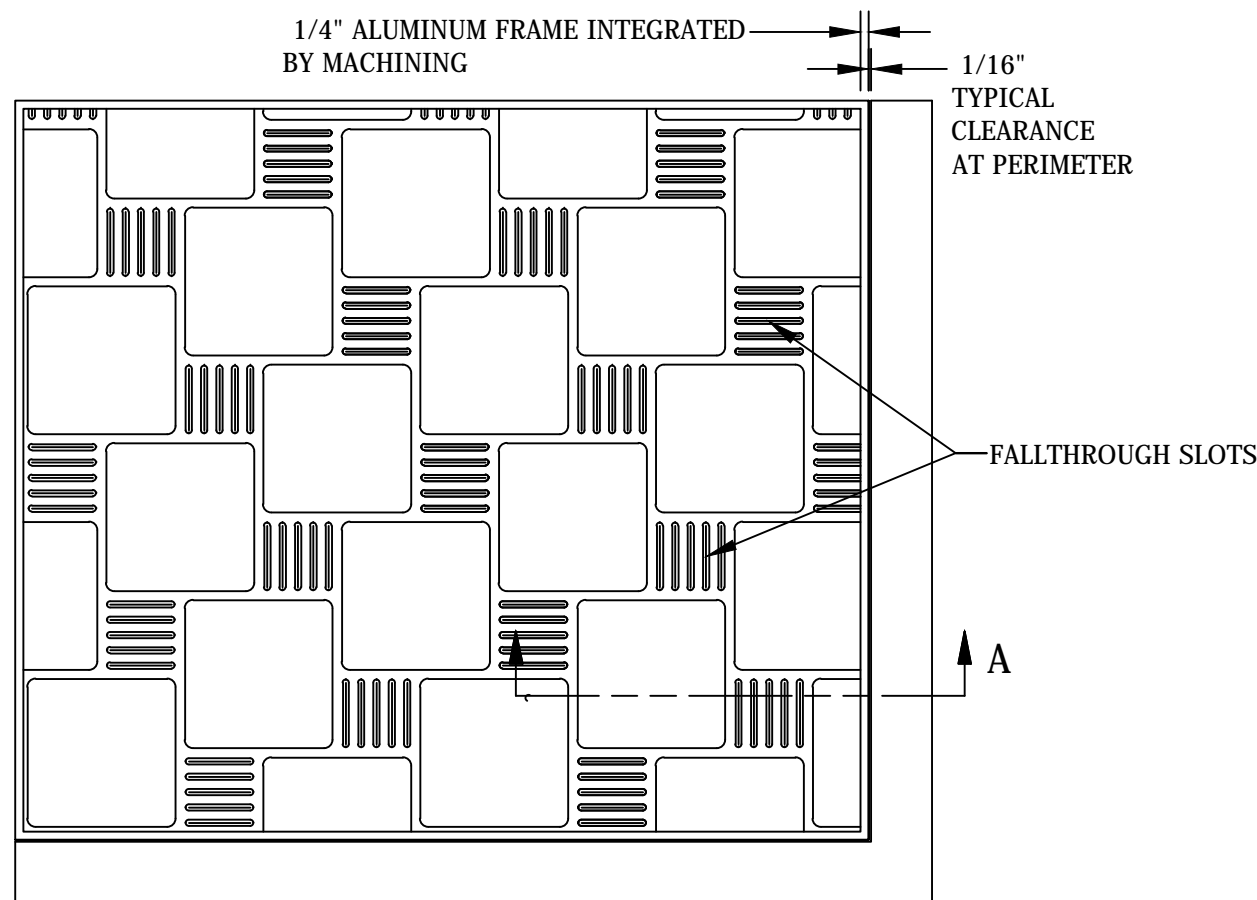 1/4" ALUMINUM FRAME INTEGRATED
BY MACHINING
1/16"
TYPICAL
CLEARANCE
AT PERIMETER
FALLTHROUGH SLOTS
A